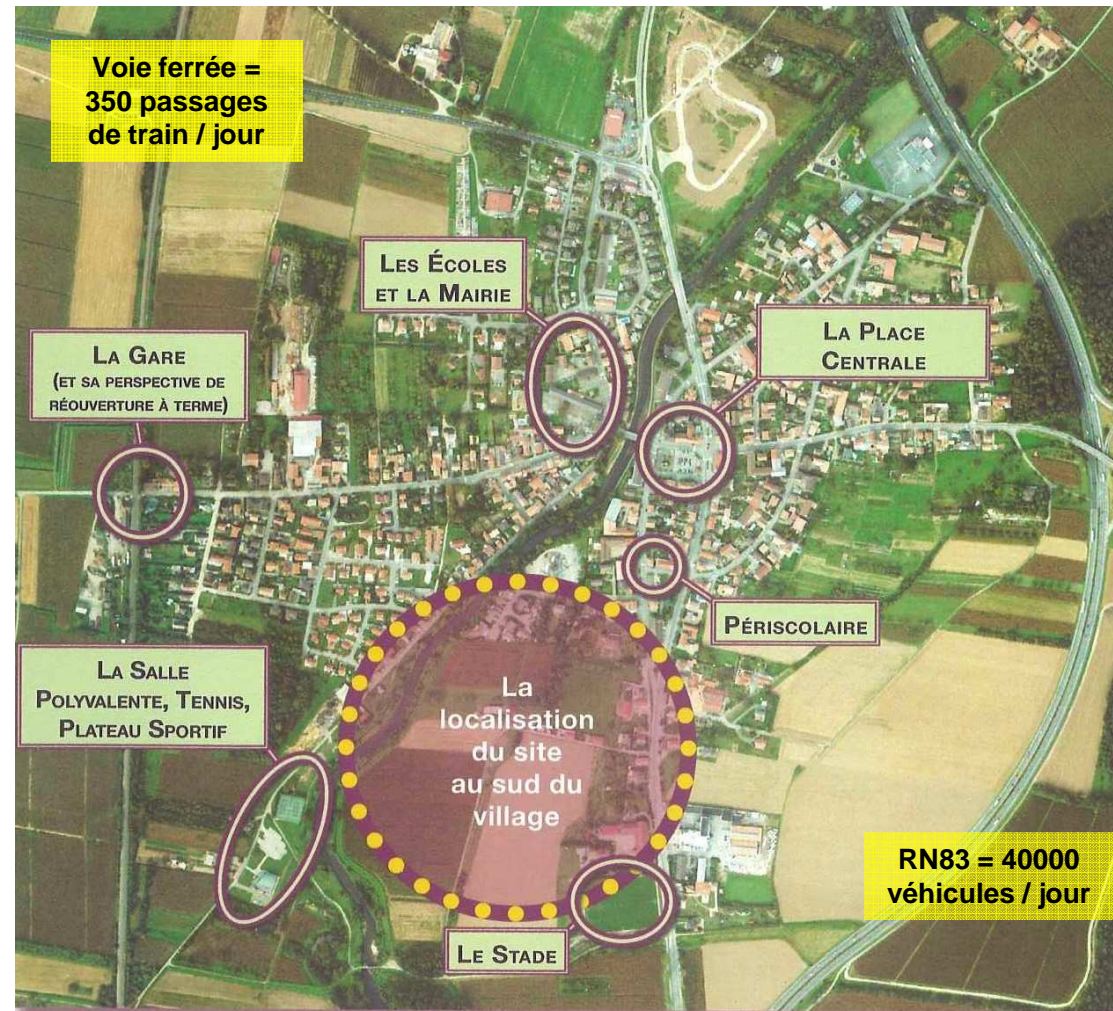 Voie ferrée =
350 passages
de train / jour
LES ÉCOLES
ET LA MAIRIE
LA PLACE
CENTRALE
LA GARE
(ET SA PERSPECTIVE DE
RÉOUVERTURE À TERME)
PÉRISCOLAIRE
LA SALLE
POLYVALENTE, TENNIS,
PLATEAU SPORTIF
La
localisation
du site
au sud du
village
RN83 = 40000
véhicules / jour
LE STADE